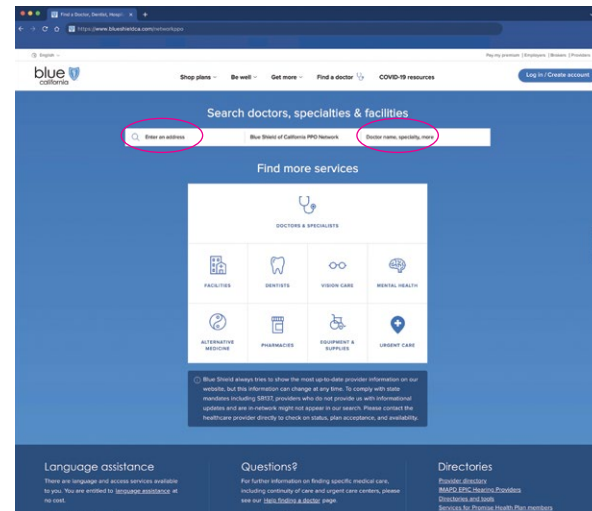 Find a Doctor, Dentist, Hospit
https://www.blueshieldca.com/networkppo
English
Pay my premium | Employers | Brokers | Providers
blue
california
Shop plans Be well Get more Find a doctor COVID-19 resources
Log in / Create account
Search doctors, specialties & facilities
Enter an address Blue Shield of California PPO Network Doctor name, specialty, more
Find more services
DOCTORS & SPECIALISTS
FACILITIES DENTISTS VISION CARE MENTAL HEALTH
ALTERNATIVE MEDICINE PHARMACIES EQUIPMENT & SUPPLIES URGENT CARE
Blue Shield always tries to show the most up-to-date provider information on our
website, but this information can change at any time. To comply with state
mandates including SB137, providers who do not provide us with informational
updates and are in-network might not appear in our search. Please contact the
healthcare provider directly to check on status, plan acceptance, and availability.
Language assistance
There are language and access services available
to you. You are entitled to language assistance at
no cost.
Questions?
For further information on finding specific medical care,
including continuity of care and urgent care centers, please
see our Help finding a doctor page.
Directories
Provider directory
IMAPD EPIC Hearing Providers
Directories and tools
Services for Promise Health Plan members